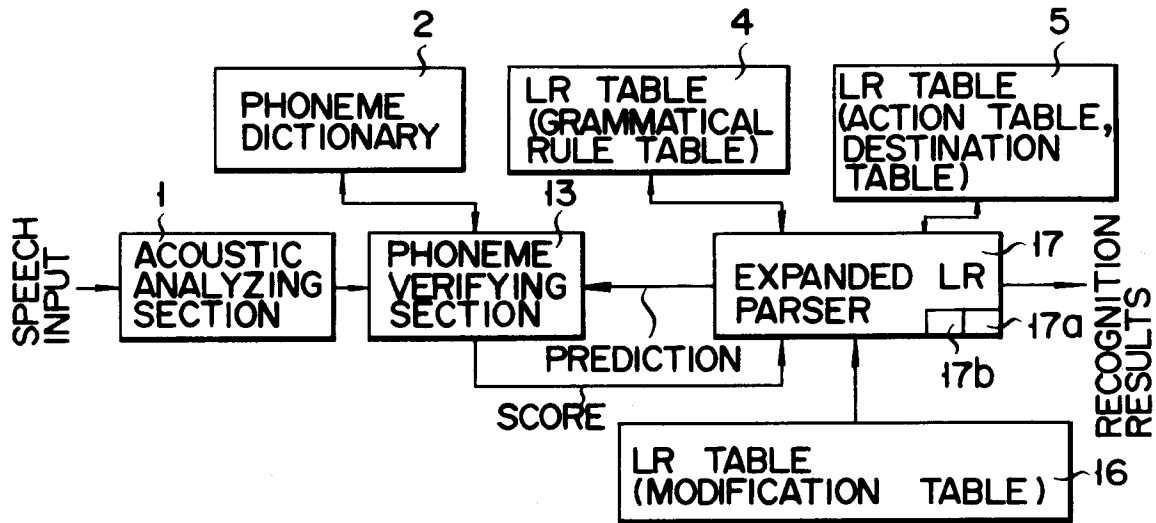 2
4
5
PHONEME
DICTIONARY
LR TABLE
(GRAMMATICAL
RULE TABLE)
LR TABLE
(ACTION TABLE,
DESTINATION
TABLE)
SPEECH
INPUT
1
ACOUSTIC
ANALYZING
SECTION
13
PHONEME
VERIFYING
SECTION
17
EXPANDED LR
PARSER
17a
17b
PREDICTION
SCORE
RECOGNITION
RESULTS
LR TABLE
(MODIFICATION TABLE)
16